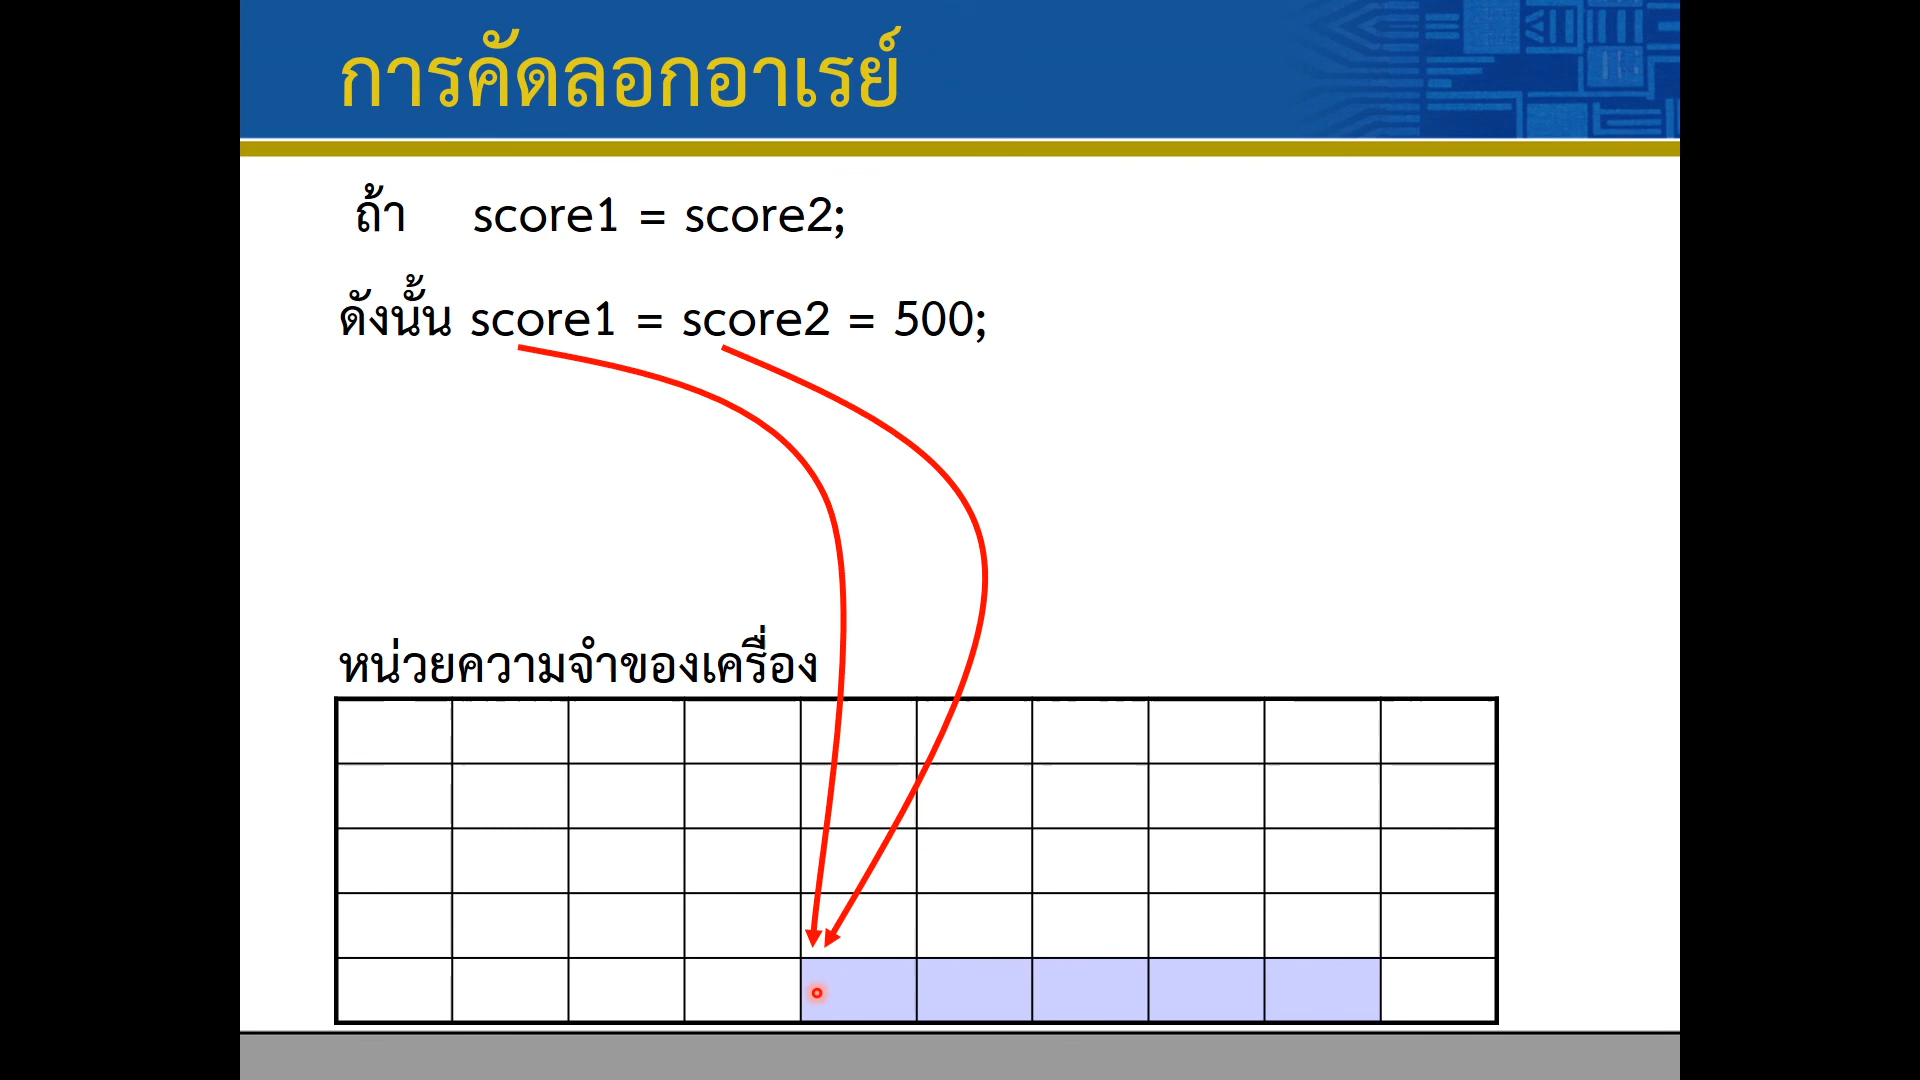 การคัดลอกอาเรย์
ถ้า score1 = score2;
ดังนั้น score1 = score2 = 500;
หน่วยความจำของเครื่อง